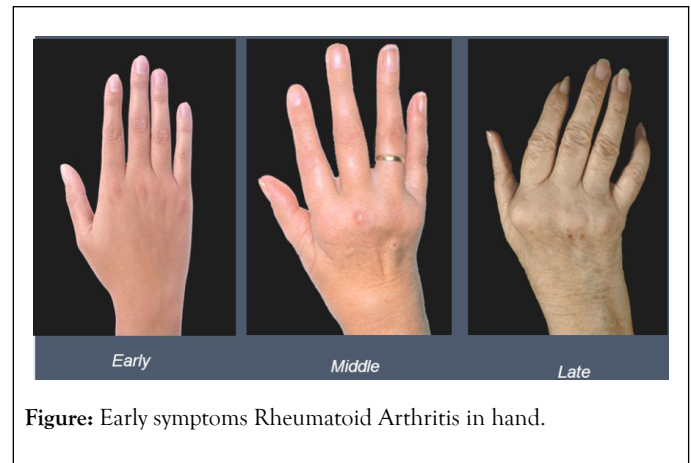 Early
Middle
Late
Figure: Early symptoms Rheumatoid Arthritis in hand.